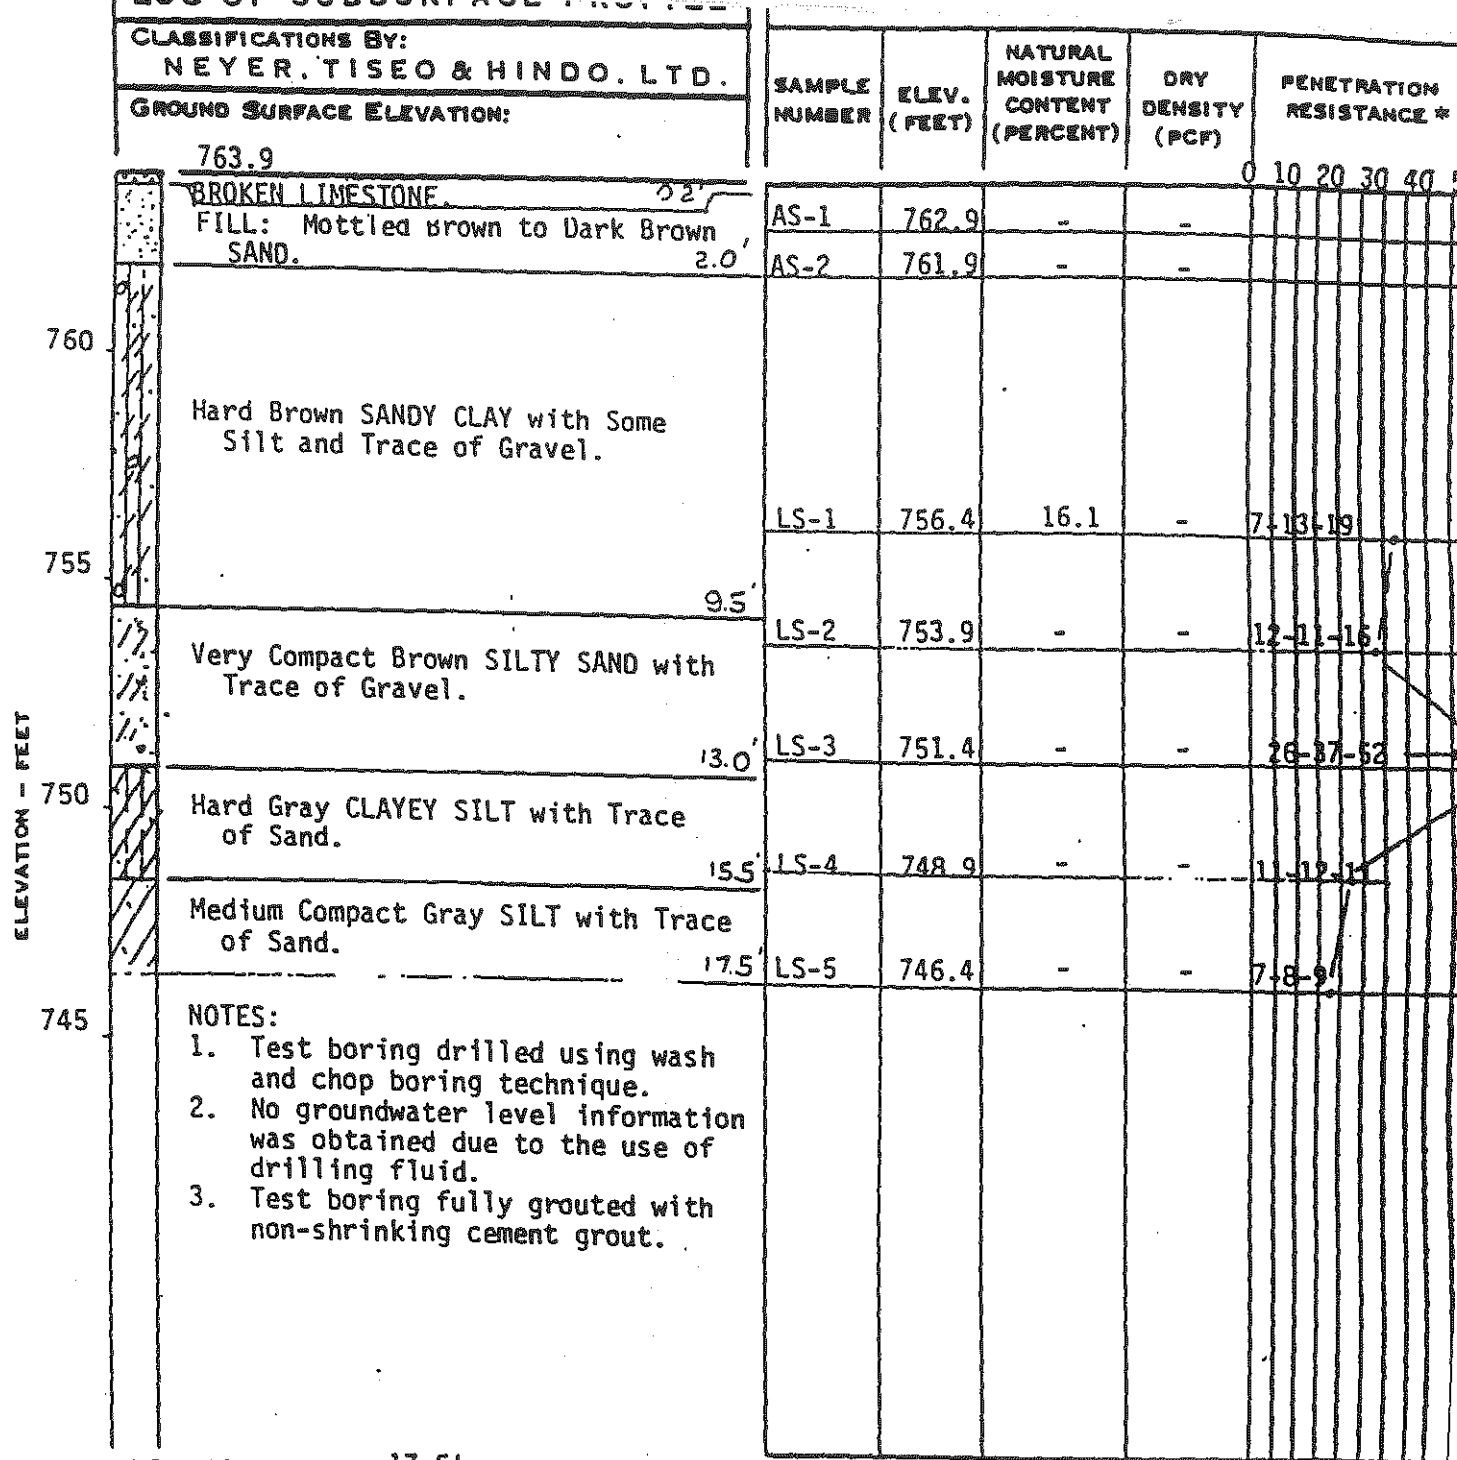 CLASSIFICATIONS BY:
NEYER, TISEO & HINDO, LTD.
GROUND SURFACE ELEVATION:
763.9
SAMPLE NUMBER
ELEV. (FEET)
NATURAL MOISTURE CONTENT (PERCENT)
DRY DENSITY (PCF)
PENETRATION RESISTANCE *
0 10 20 30 40
BROKEN LIMESTONE. 0.2'
FILL: Mottled Brown to Dark Brown
SAND. 2.0'
AS-1 762.9 - -
AS-2 761.9 - -
760
Hard Brown SANDY CLAY with Some
Silt and Trace of Gravel.
LS-1 756.4 16.1 - 7-13-19
755
9.5'
LS-2 753.9 - - 12-11-16
Very Compact Brown SILTY SAND with
Trace of Gravel.
13.0'
LS-3 751.4 - - 26-37-52
ELEVATION - FEET
750
Hard Gray CLAYEY SILT with Trace
of Sand.
15.5'
LS-4 748.9 - - 11-12-11
Medium Compact Gray SILT with Trace
of Sand.
17.5'
LS-5 746.4 - - 7-8-9
745
NOTES:
1. Test boring drilled using wash
and chop boring technique.
2. No groundwater level information
was obtained due to the use of
drilling fluid.
3. Test boring fully grouted with
non-shrinking cement grout.